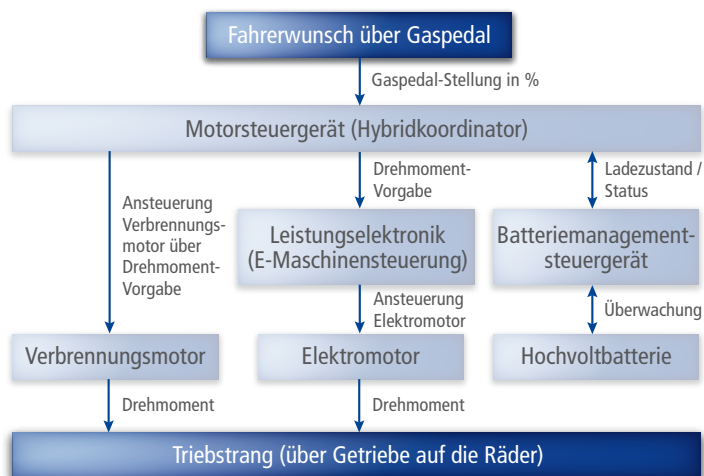 Fahrerwunsch über Gaspedal
Gaspedal-Stellung in %
Motorsteuergerät (Hybridkoordinator)
Ansteuerung
Verbrennungs-
motor über
Drehmoment-
Vorgabe
Drehmoment-
Vorgabe
Ladezustand /
Status
Leistungselektronik
(E-Maschinensteuerung)
Batteriemanagement-
steuergerät
Ansteuerung
Elektromotor
Überwachung
Verbrennungsmotor
Elektromotor
Hochvoltbatterie
Drehmoment
Drehmoment
Triebstrang (über Getriebe auf die Räder)